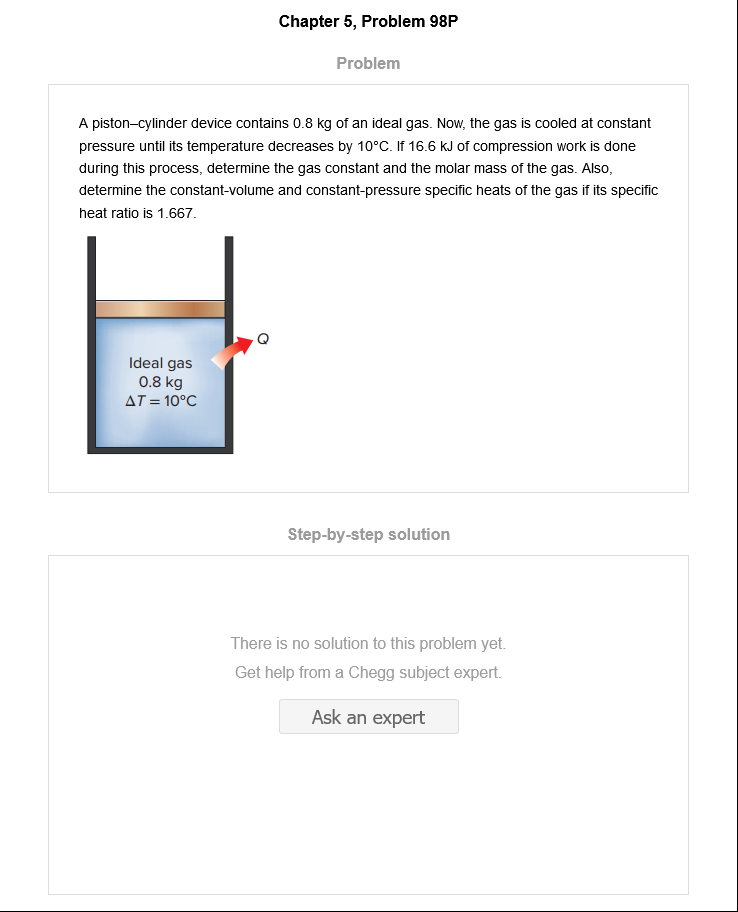 Chapter 5, Problem 98P
Problem
A piston–cylinder device contains 0.8 kg of an ideal gas. Now, the gas is cooled at constant
pressure until its temperature decreases by 10°C. If 16.6 kJ of compression work is done
during this process, determine the gas constant and the molar mass of the gas. Also,
determine the constant-volume and constant-pressure specific heats of the gas if its specific
heat ratio is 1.667.
Q
Ideal gas
0.8 kg
ΔT = 10°C
Step-by-step solution
There is no solution to this problem yet.
Get help from a Chegg subject expert.
Ask an expert